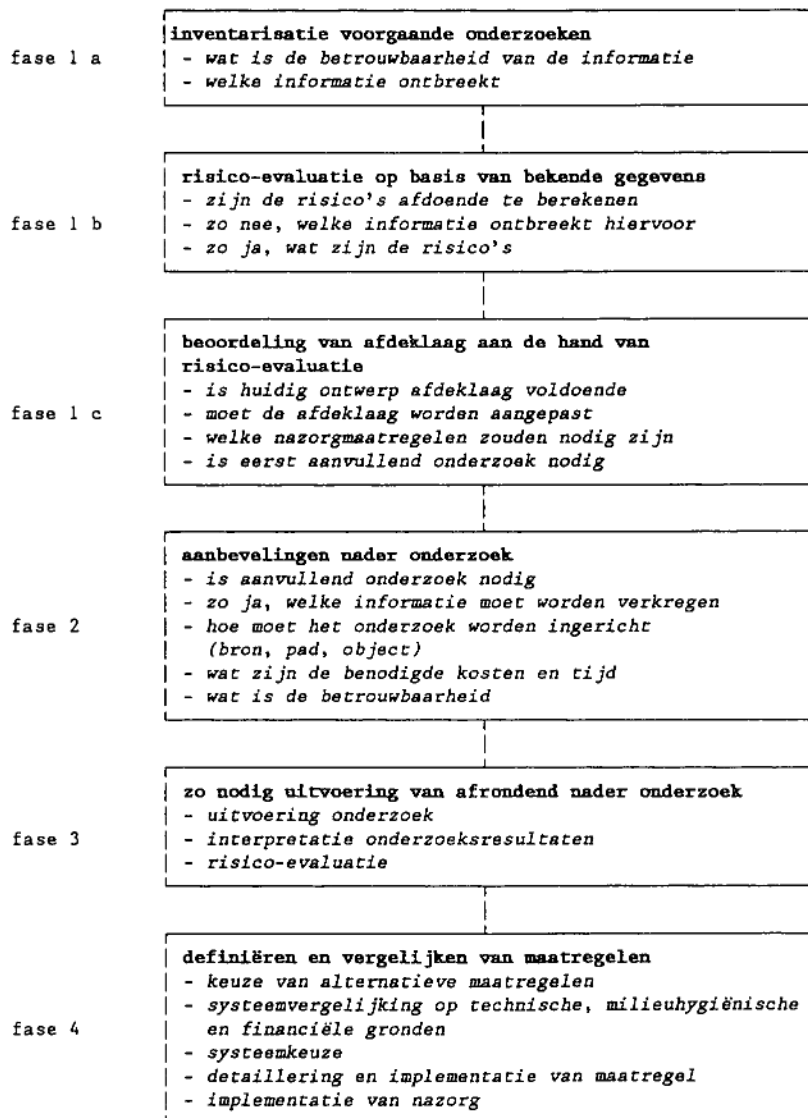 inventarisatie voorgaande onderzoeken
fase 1 a
- wat is de betrouwbaarheid van de informatie
- welke informatie ontbreekt
risico-evaluatie op basis van bekende gegevens
- zijn de risico's afdoende te berekenen
fase 1 b
- zo nee, welke informatie ontbreekt hiervoor
- zo ja, wat zijn de risico's
beoordeling van afdeklaag aan de hand van
risico-evaluatie
- is huidig ontwerp afdeklaag voldoende
fase 1 c
- moet de afdeklaag worden aangepast
- welke nazorgmaatregelen zouden nodig zijn
- is eerst aanvullend onderzoek nodig
aanbevelingen nader onderzoek
- is aanvullend onderzoek nodig
- zo ja, welke informatie moet worden verkregen
fase 2
- hoe moet het onderzoek worden ingericht
(bron, pad, object)
- wat zijn de benodigde kosten en tijd
- wat is de betrouwbaarheid
zo nodig uitvoering van afrondend nader onderzoek
- uitvoering onderzoek
fase 3
- interpretatie onderzoeksresultaten
- risico-evaluatie
definiëren en vergelijken van maatregelen
- keuze van alternatieve maatregelen
- systeemvergelijking op technische, milieuhygiënische
fase 4
en financiële gronden
- systeemkeuze
- detaillering en implementatie van maatregel
- implementatie van nazorg